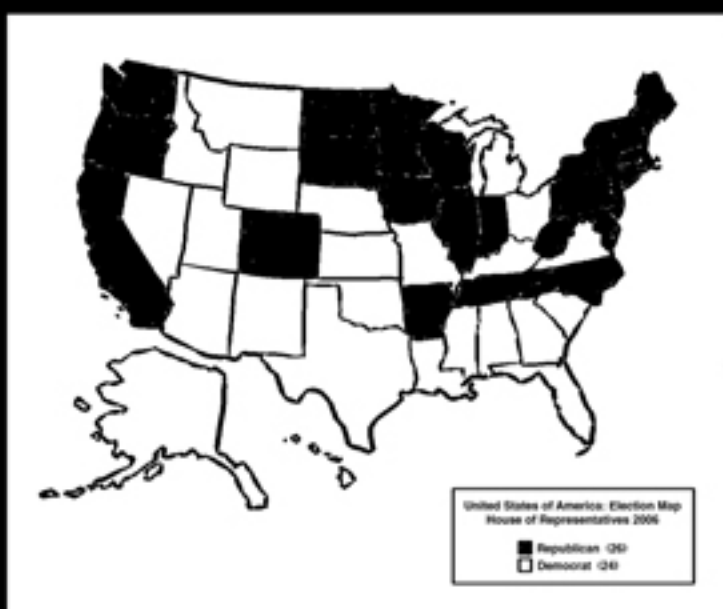 United States of America: Election Map
House of Representatives 2006
Republican (26)
Democrat (24)